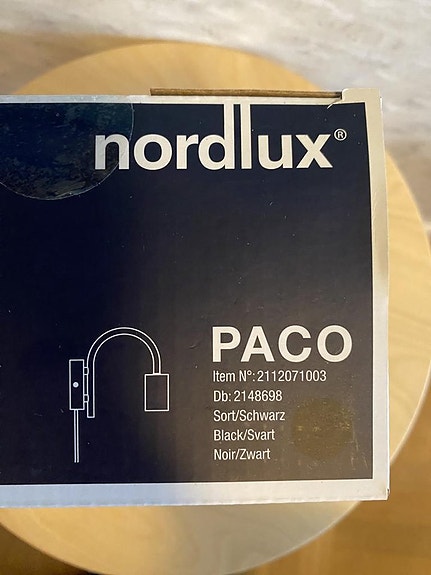 nordlux®
PACO
Item N°: 2112071003
Db: 2148698
Sort/Schwarz
Black/Svart
Noir/Zwart